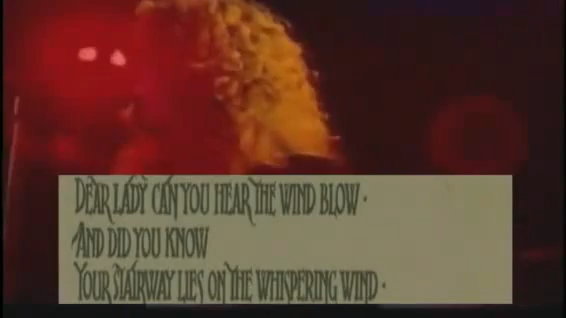 DEAR LADY CAN YOU HEAR THE WIND BLOW ·
AND DID YOU KNOW
YOUR STAIRWAY LIES ON THE WHISPERING WIND ·